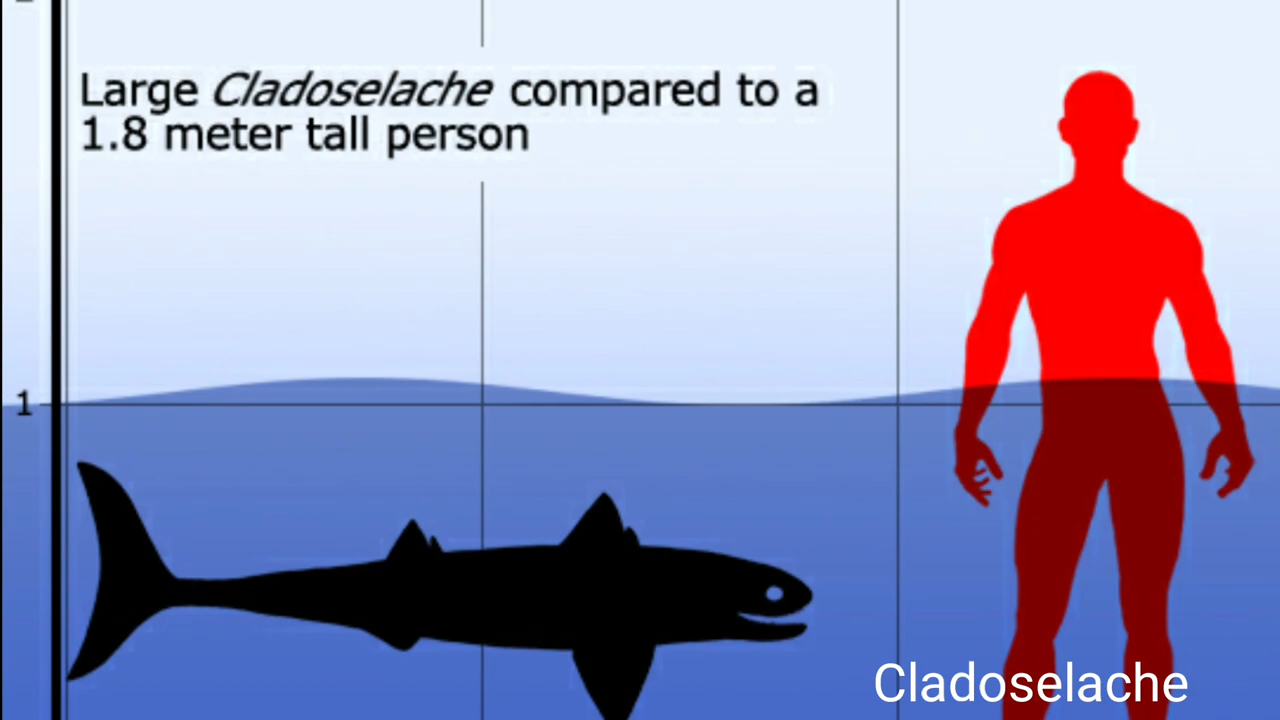 Large Cladoselache compared to a
1.8 meter tall person
1
Cladoselache